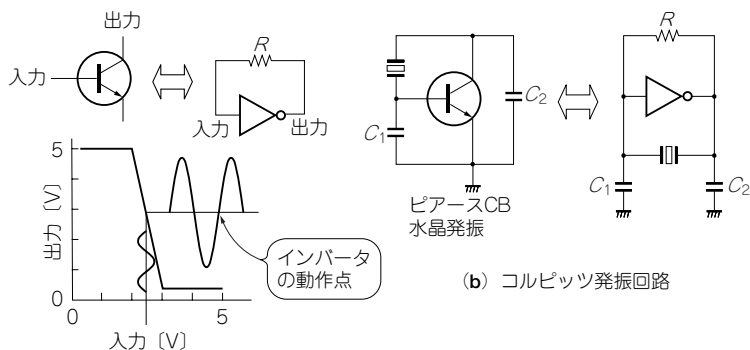 出力
入力
R
入力
出力
5
出力〔V〕
0
0
5
入力〔V〕
インバータ
の動作点
C1
C2
ピアースCB
水晶発振
R
C1
C2
(b) コルピッツ発振回路